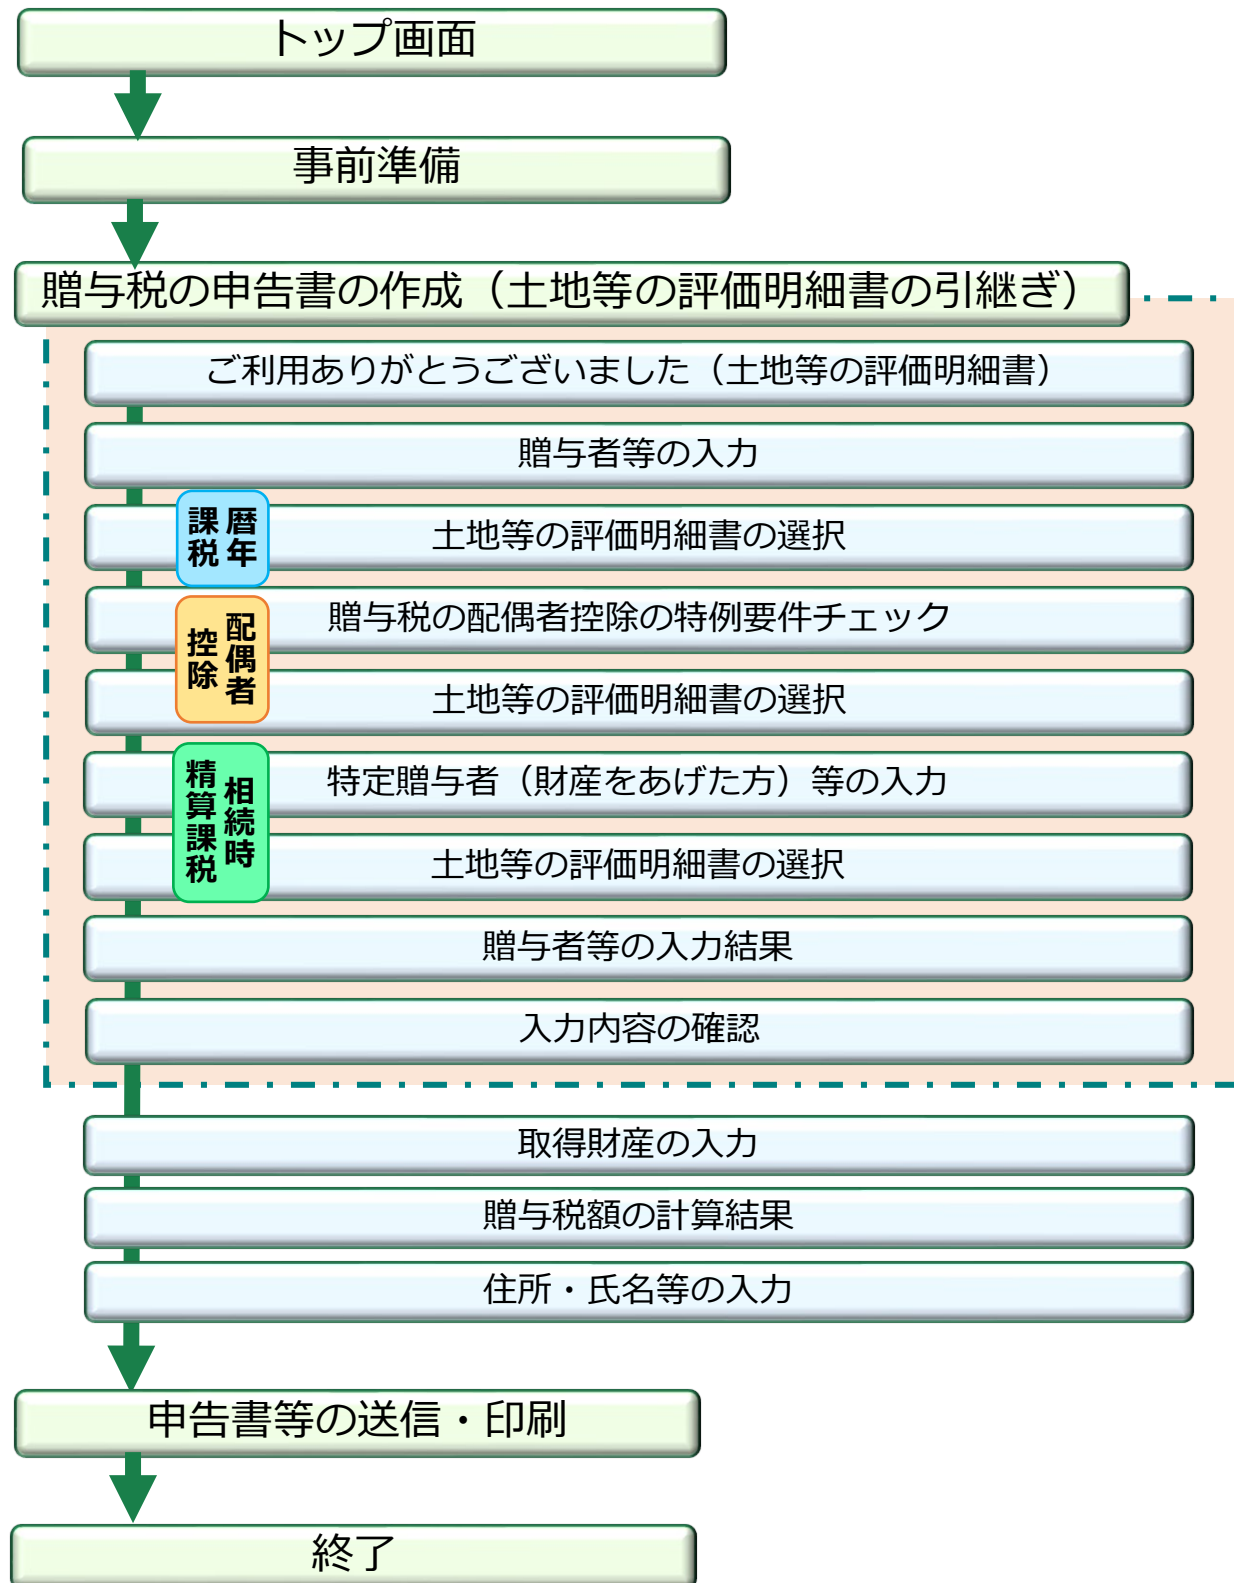 トップ画面
事前準備
贈与税の申告書の作成（土地等の評価明細書の引継ぎ）
ご利用ありがとうございました（土地等の評価明細書）
贈与者等の入力
暦年
課税
土地等の評価明細書の選択
配偶者
控除
贈与税の配偶者控除の特例要件チェック
土地等の評価明細書の選択
相続時
精算課税
特定贈与者（財産をあげた方）等の入力
土地等の評価明細書の選択
贈与者等の入力結果
入力内容の確認
取得財産の入力
贈与税額の計算結果
住所・氏名等の入力
申告書等の送信・印刷
終了